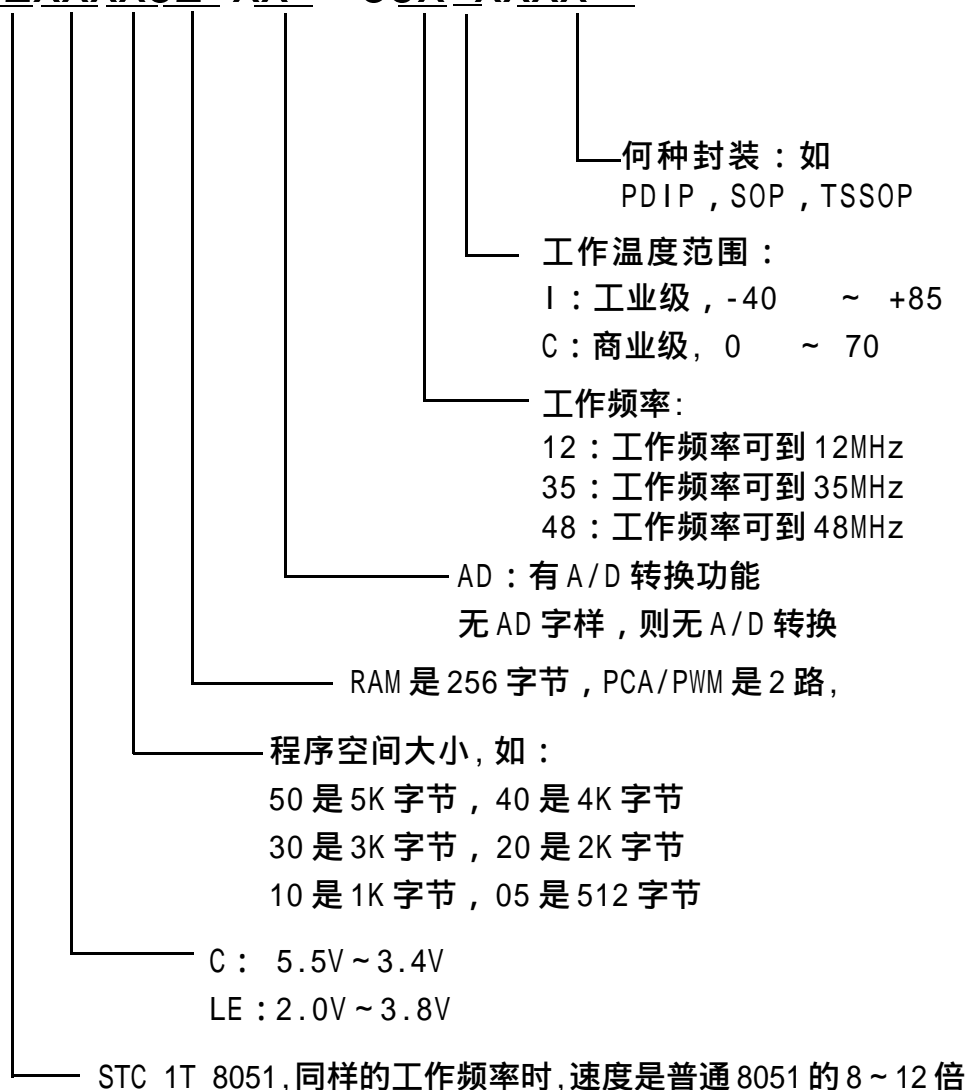 何种封装：如
PDIP，SOP，TSSOP
工作温度范围：
I：工业级，-40 ~ +85
C：商业级, 0 ~ 70
工作频率:
12：工作频率可到12MHz
35：工作频率可到35MHz
48：工作频率可到48MHz
AD：有A/D转换功能
无AD字样，则无A/D转换
RAM是256字节，PCA/PWM是2路,
程序空间大小,如：
50是5K字节，40是4K字节
30是3K字节，20是2K字节
10是1K字节，05是512字节
C： 5.5V~3.4V
LE：2.0V~3.8V
STC 1T 8051,同样的工作频率时,速度是普通8051的8~12倍